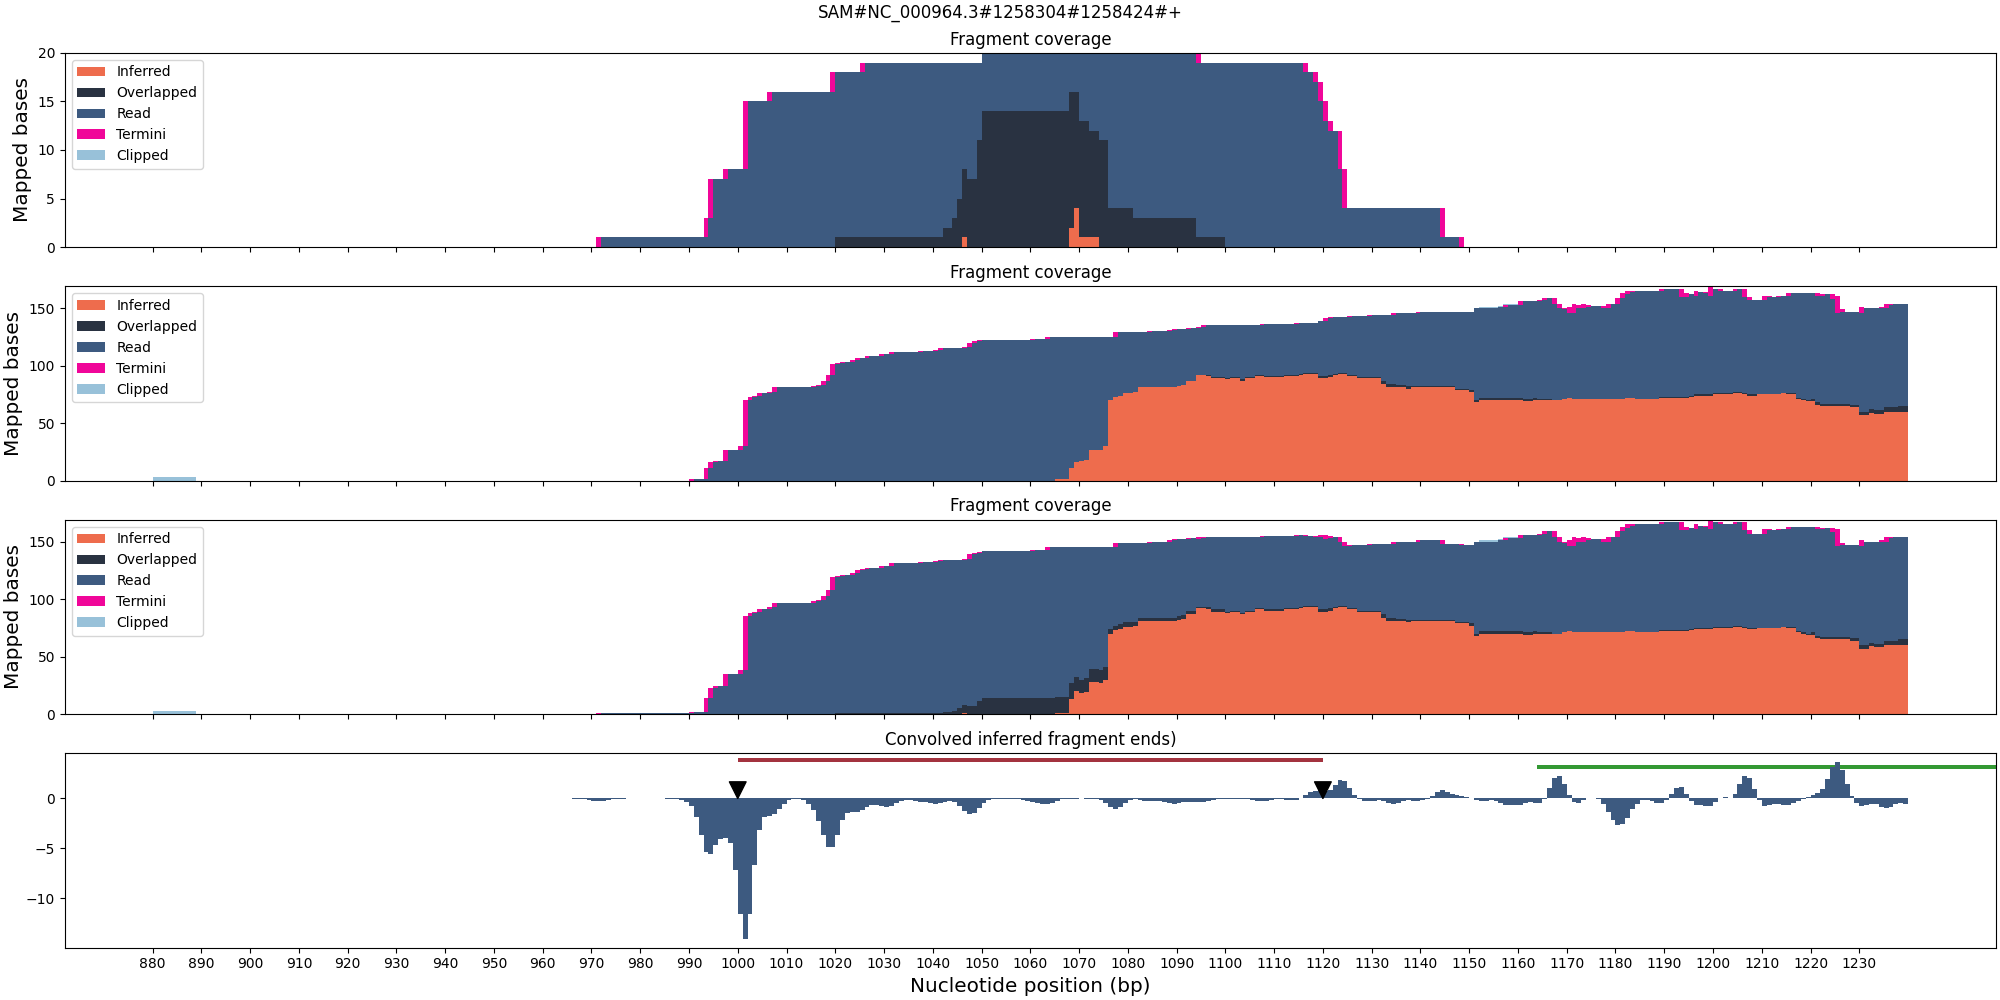 SAM#NC_000964.3#1258304#1258424#+
Fragment coverage
Mapped bases
20
15
10
5
0
Inferred
Overlapped
Read
Termini
Clipped
Fragment coverage
Mapped bases
150
100
50
0
Inferred
Overlapped
Read
Termini
Clipped
Fragment coverage
Mapped bases
150
100
50
0
Inferred
Overlapped
Read
Termini
Clipped
Convolved inferred fragment ends)
0
−5
−10
880 890 900 910 920 930 940 950 960 970 980 990 1000 1010 1020 1030 1040 1050 1060 1070 1080 1090 1100 1110 1120 1130 1140 1150 1160 1170 1180 1190 1200 1210 1220 1230
Nucleotide position (bp)